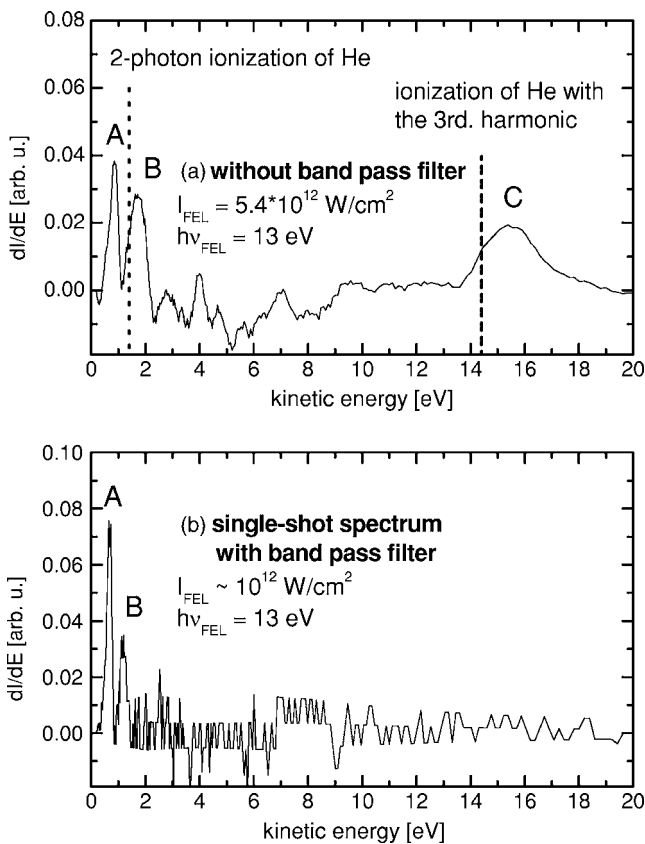 0.08
0.06
0.04
0.02
0.00
dI/dE [arb. u.]
2-photon ionization of He
ionization of He with
the 3rd. harmonic
A
B
C
(a) without band pass filter
I_FEL = 5.4*10^12 W/cm^2
hν_FEL = 13 eV
0 2 4 6 8 10 12 14 16 18 20
kinetic energy [eV]
0.10
0.08
0.06
0.04
0.02
0.00
dI/dE [arb. u.]
A
B
(b) single-shot spectrum
with band pass filter
I_FEL ~ 10^12 W/cm^2
hν_FEL = 13 eV
0 2 4 6 8 10 12 14 16 18 20
kinetic energy [eV]